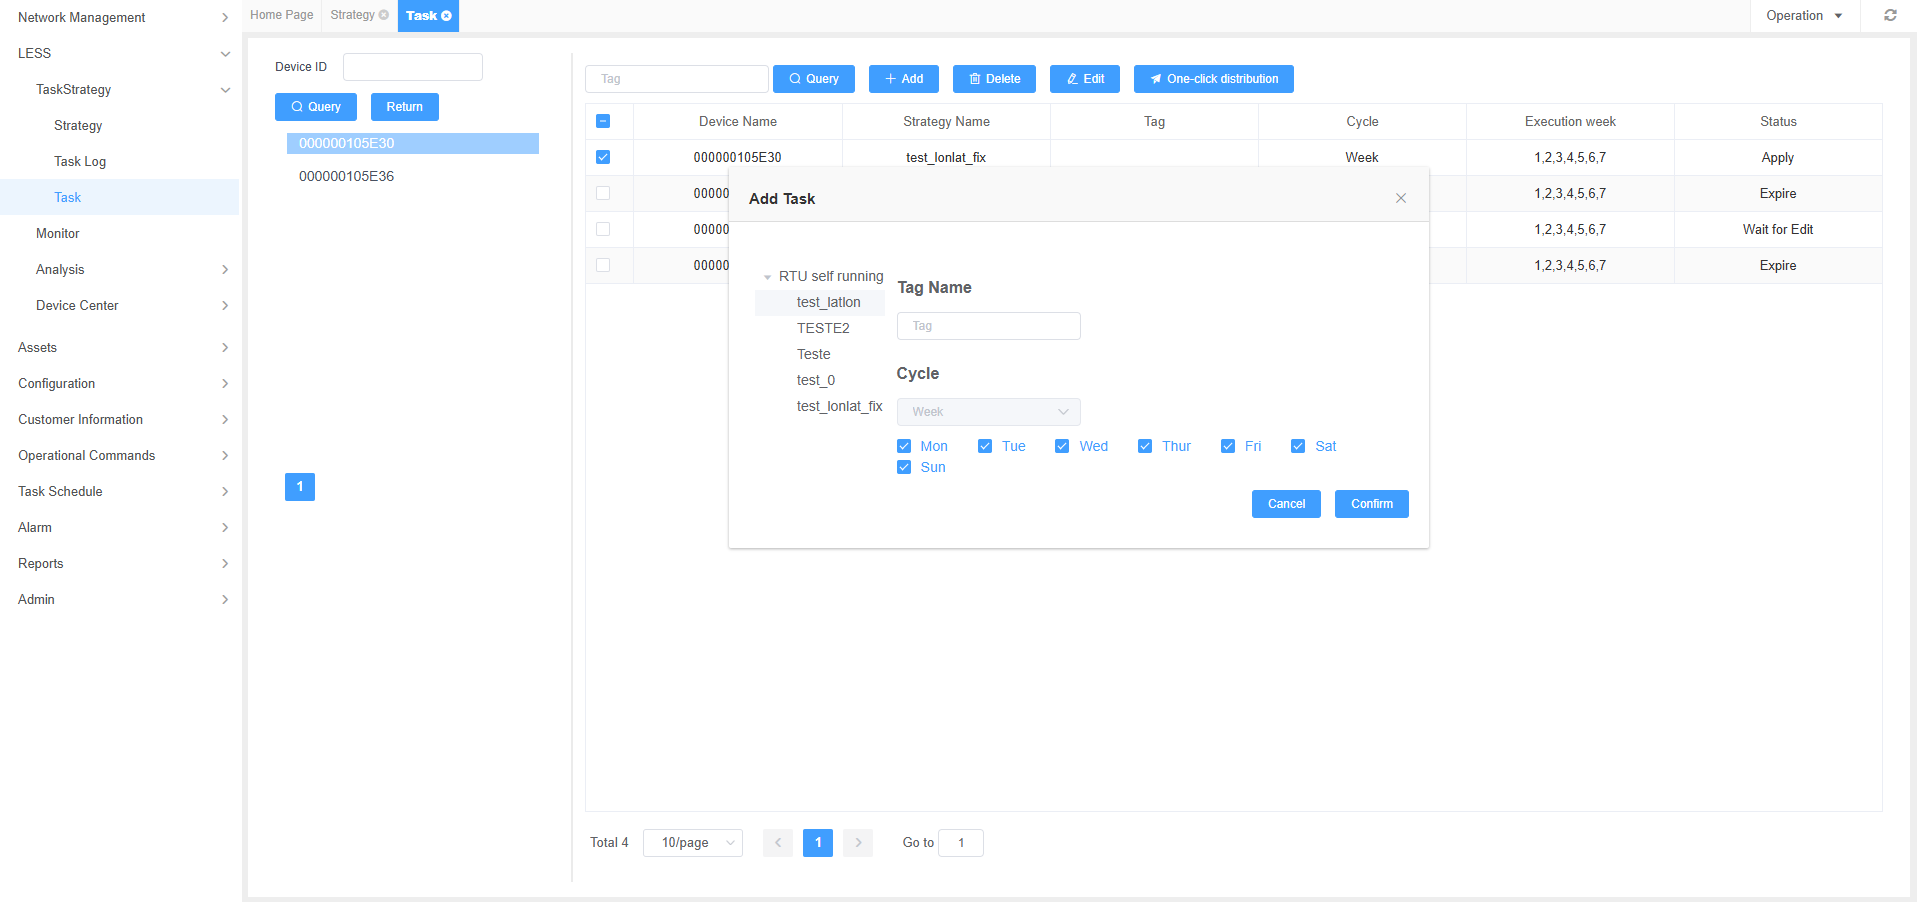 Network Management
LESS
TaskStrategy
Strategy
Task Log
Task
Monitor
Analysis
Device Center
Assets
Configuration
Customer Information
Operational Commands
Task Schedule
Alarm
Reports
Admin
Home Page Strategy Task
Operation
Device ID
Query Return
000000105E30
000000105E36
1
Tag Query Add Delete Edit One-click distribution
Device Name Strategy Name Tag Cycle Execution week Status
000000105E30 test_lonlat_fix Week 1,2,3,4,5,6,7 Apply
0000 1,2,3,4,5,6,7 Expire
0000 1,2,3,4,5,6,7 Wait for Edit
0000 1,2,3,4,5,6,7 Expire
Add Task
RTU self running
test_latlon
TESTE2
Teste
test_0
test_lonlat_fix
Tag Name
Tag
Cycle
Week
Mon Tue Wed Thur Fri Sat
Sun
Cancel Confirm
Total 4 10/page 1 Go to 1